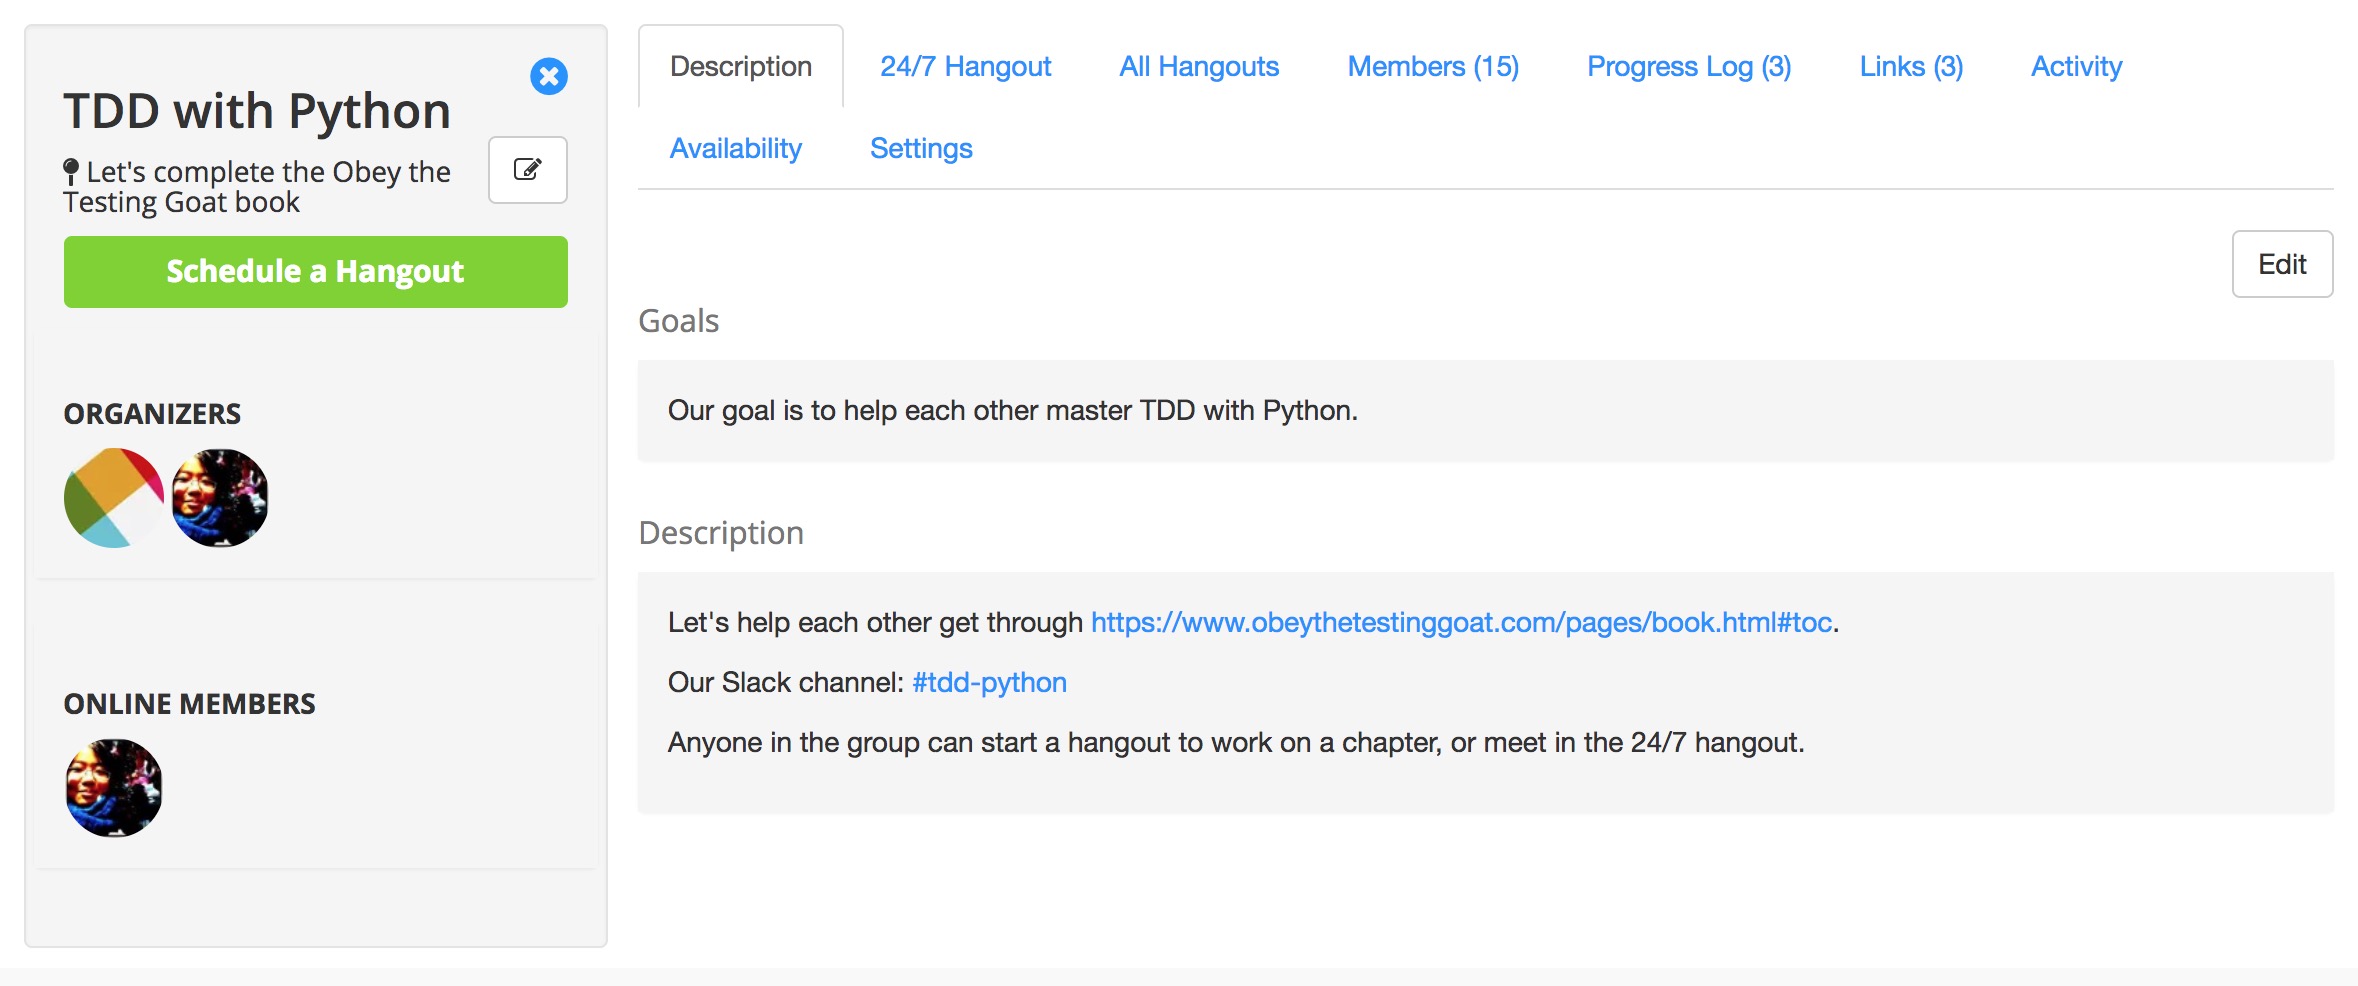 TDD with Python
Let's complete the Obey the
Testing Goat book
Schedule a Hangout
ORGANIZERS
ONLINE MEMBERS
Description
24/7 Hangout
All Hangouts
Members (15)
Progress Log (3)
Links (3)
Activity
Availability
Settings
Edit
Goals
Our goal is to help each other master TDD with Python.
Description
Let's help each other get through https://www.obeythetestinggoat.com/pages/book.html#toc.
Our Slack channel: #tdd-python
Anyone in the group can start a hangout to work on a chapter, or meet in the 24/7 hangout.